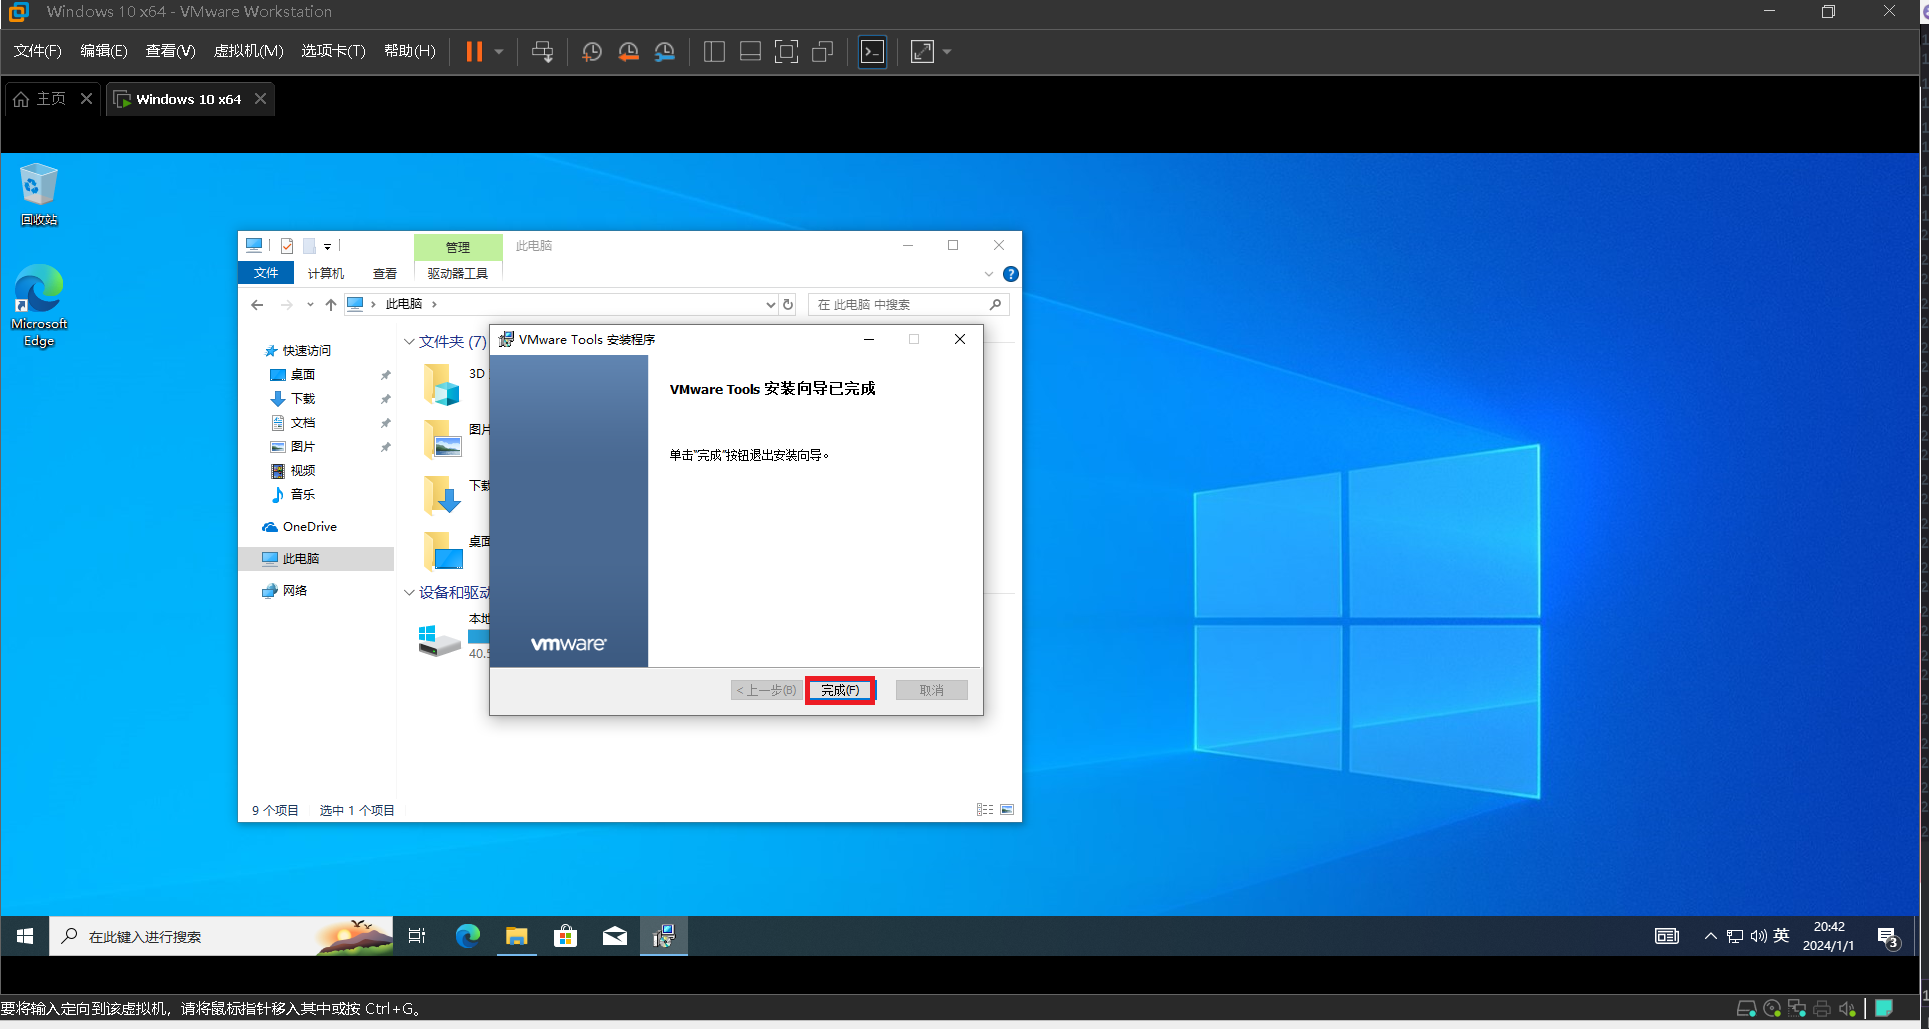 Windows 10 x64 - VMware Workstation
文件(F) 编辑(E) 查看(V) 虚拟机(M) 选项卡(T) 帮助(H)
主页 Windows 10 x64
回收站
Microsoft Edge
管理 此电脑
文件 计算机 查看 驱动器工具
此电脑 在 此电脑 中搜索
快速访问
桌面
下载
文档
图片
视频
音乐
OneDrive
此电脑
网络
文件夹 (7)
3D
图片
下载
桌面
设备和驱动
本地
40.5
9 个项目 选中 1 个项目
VMware Tools 安装程序
VMware Tools 安装向导已完成
单击"完成"按钮退出安装向导。
vmware
< 上一步(B) 完成(F) 取消
在此键入进行搜索
英
20:42
2024/1/1
3
要将输入定向到该虚拟机，请将鼠标指针移入其中或按 Ctrl+G。